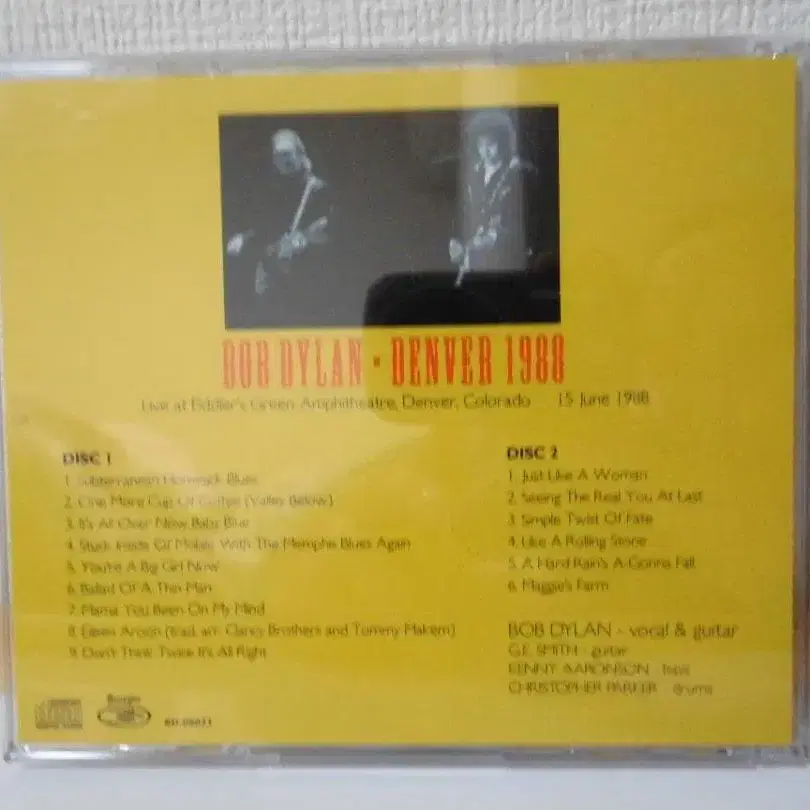 BOB DYLAN · DENVER 1988
Live at Fiddler's Green Amphitheatre, Denver, Colorado 15 June 1988
DISC 1
1. Subterranean Homesick Blues
2. One More Cup Of Coffee (Valley Below)
3. It's All Over Now Baby Blue
4. Stuck Inside Of Mobile With The Memphis Blues Again
5. You're A Big Girl Now
6. Ballad Of A Thin Man
7. Mama You Been On My Mind
8. Eileen Aroon (trad. arr. Clancy Brothers and Tommy Makem)
9. Don't Think Twice It's All Right
DISC 2
1. Just Like A Woman
2. Seeing The Real You At Last
3. Simple Twist Of Fate
4. Like A Rolling Stone
5. A Hard Rain's A-Gonna Fall
6. Maggie's Farm
BOB DYLAN - vocal & guitar
G.E. SMITH guitar
KENNY AARONSON bass
CHRISTOPHER PARKER drums